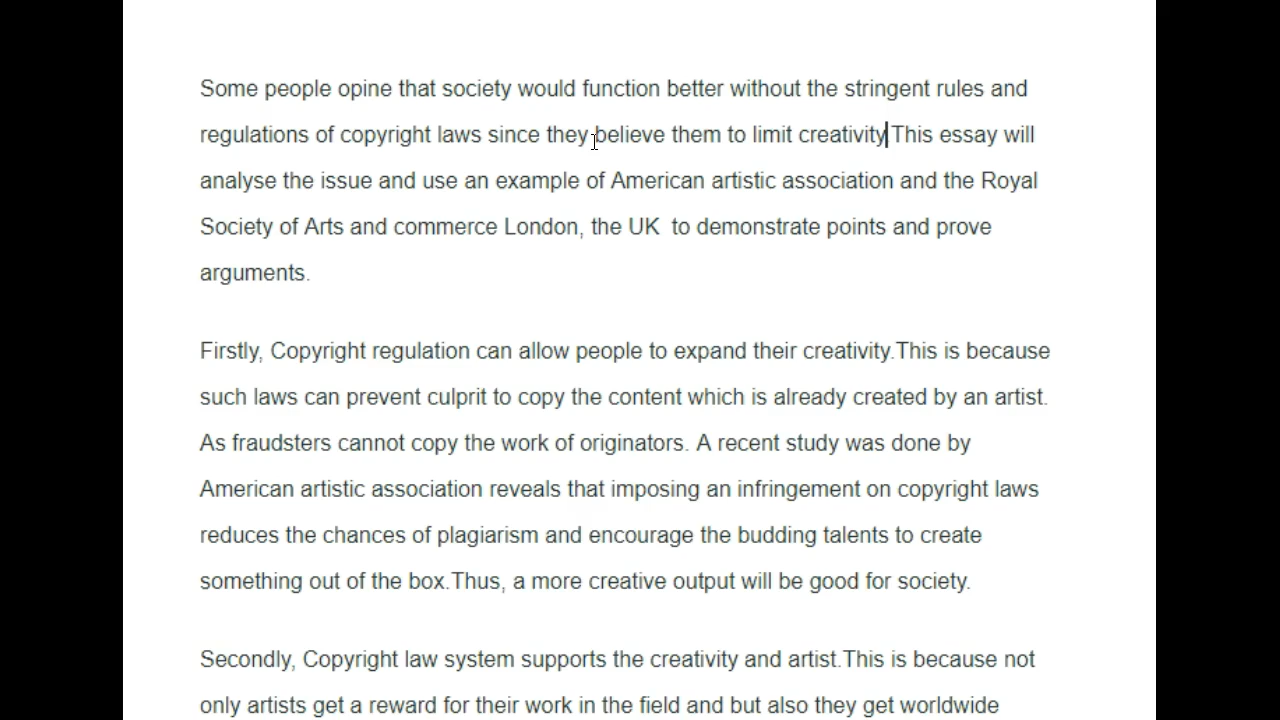 Some people opine that society would function better without the stringent rules and
regulations of copyright laws since they believe them to limit creativity This essay will
analyse the issue and use an example of American artistic association and the Royal
Society of Arts and commerce London, the UK  to demonstrate points and prove
arguments.
Firstly, Copyright regulation can allow people to expand their creativity.This is because
such laws can prevent culprit to copy the content which is already created by an artist.
As fraudsters cannot copy the work of originators. A recent study was done by
American artistic association reveals that imposing an infringement on copyright laws
reduces the chances of plagiarism and encourage the budding talents to create
something out of the box.Thus, a more creative output will be good for society.
Secondly, Copyright law system supports the creativity and artist.This is because not
only artists get a reward for their work in the field and but also they get worldwide